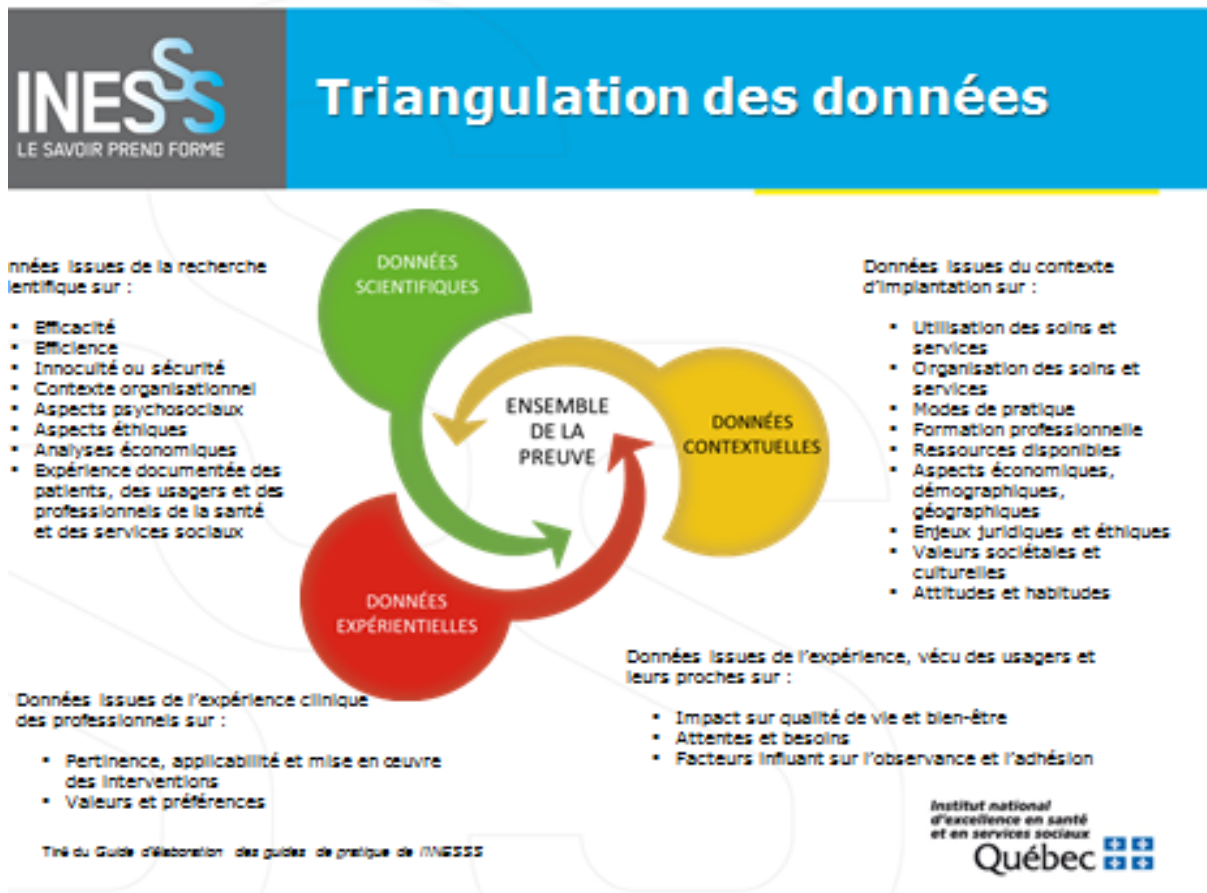 INESSS
LE SAVOIR PREND FORME
Triangulation des données
nnées issues de la recherche
entifique sur :
▪ Efficacité
▪ Efficience
▪ Innocuité ou sécurité
▪ Contexte organisationnel
▪ Aspects psychosociaux
▪ Aspects éthiques
▪ Analyses économiques
▪ Expérience documentée des
patients, des usagers et des
professionnels de la santé
et des services sociaux
DONNÉES
SCIENTIFIQUES
ENSEMBLE
DE LA
PREUVE
DONNÉES
CONTEXTUELLES
DONNÉES
EXPÉRIENTIELLES
Données issues du contexte
d'implantation sur :
▪ Utilisation des soins et
services
▪ Organisation des soins et
services
▪ Modes de pratique
▪ Formation professionnelle
▪ Ressources disponibles
▪ Aspects économiques,
démographiques,
géographiques
▪ Enjeux juridiques et éthiques
▪ Valeurs sociétales et
culturelles
▪ Attitudes et habitudes
Données issues de l'expérience clinique
des professionnels sur :
▪ Pertinence, applicabilité et mise en œuvre
des interventions
▪ Valeurs et préférences
Données issues de l'expérience, vécu des usagers et
leurs proches sur :
▪ Impact sur qualité de vie et bien-être
▪ Attentes et besoins
▪ Facteurs influant sur l'observance et l'adhésion
Tiré du Guide d'élaboration des guides de pratique de l'INESSS
Institut national
d'excellence en santé
et en services sociaux
Québec